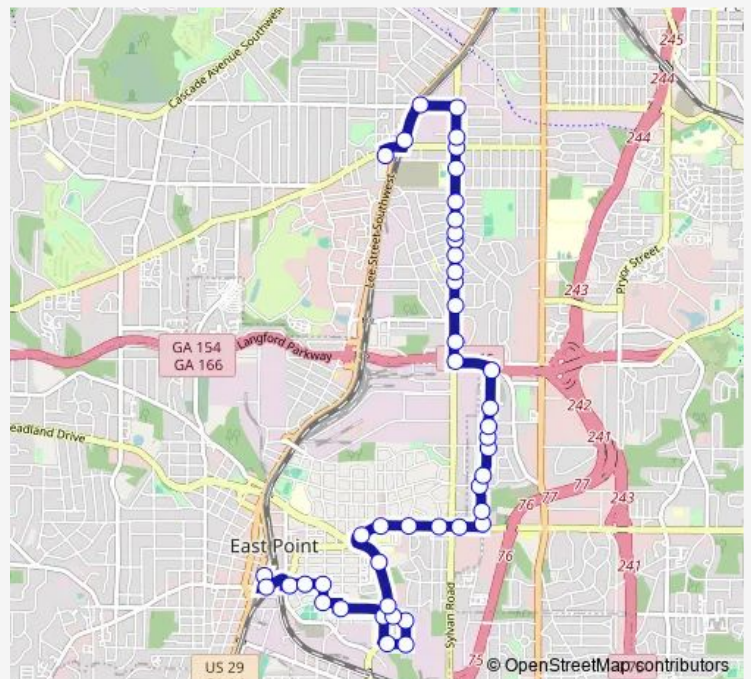 245
244
Cascade Avenue Southwest
244
Lee Street Southwest
Pryor Street
243
GA 154
GA 166
Langford Parkway
242
241
eadland Drive
77
77
76
243
76
East Point
241
Sylvan Road
75
US 29
© OpenStreetMap contributors